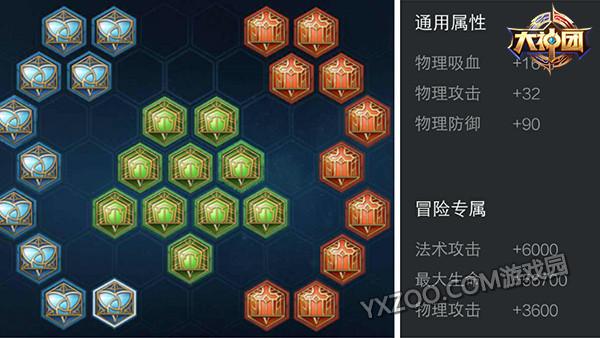 通用属性
大神团
物理吸血
物理攻击 +32
物理防御 +90
冒险专属
法术攻击 +6000
最大生命 +38700
物理攻击 +3600
YXZOO.COM游戏园